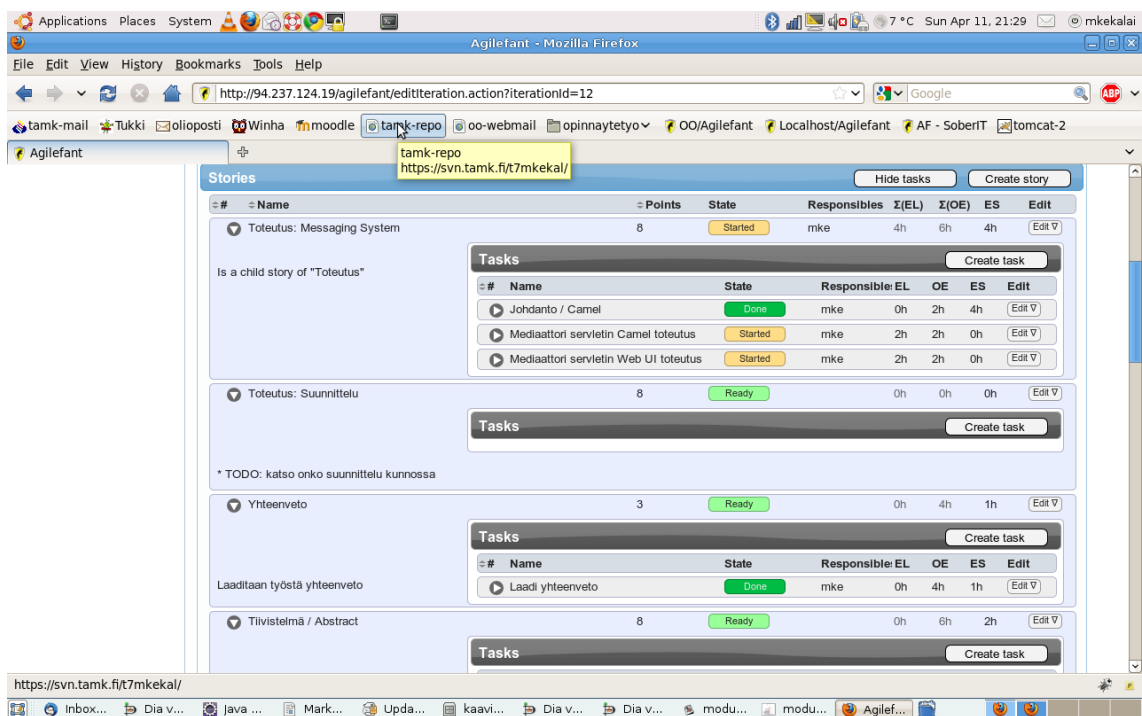 Applications Places System 7 °C Sun Apr 11, 21:29 mkekalai
Agilefant - Mozilla Firefox
File Edit View History Bookmarks Tools Help
http://94.237.124.19/agilefant/editIteration.action?iterationId=12 Google ABP
tamk-mail Tukki olioposti Winha moodle tamk-repo oo-webmail opinnaytetyo OO/Agilefant Localhost/Agilefant AF - SoberIT tomcat-2
Agilefant
tamk-repo
https://svn.tamk.fi/t7mkekal/
Stories Hide tasks Create story
# Name Points State Responsibles Σ(EL) Σ(OE) ES Edit
Toteutus: Messaging System 8 Started mke 4h 6h 4h Edit ∇
Is a child story of "Toteutus"
Tasks Create task
# Name State Responsible: EL OE ES Edit
Johdanto / Camel Done mke 0h 2h 4h Edit ∇
Mediaattori servletin Camel toteutus Started mke 2h 2h 0h Edit ∇
Mediaattori servletin Web UI toteutus Started mke 2h 2h 0h Edit ∇
Toteutus: Suunnittelu 8 Ready 0h 0h 0h Edit ∇
Tasks Create task
* TODO: katso onko suunnittelu kunnossa
Yhteenveto 3 Ready 0h 4h 1h Edit ∇
Tasks Create task
# Name State Responsible: EL OE ES Edit
Laaditaan työstä yhteenveto
Laadi yhteenveto Done mke 0h 4h 1h Edit ∇
Tiivistelmä / Abstract 8 Ready 0h 6h 2h Edit ∇
Tasks Create task
https://svn.tamk.fi/t7mkekal/
Inbox... Dia v... Java ... Mark... Upda... kaavi... Dia v... Dia v... modu... modu... Agilef...